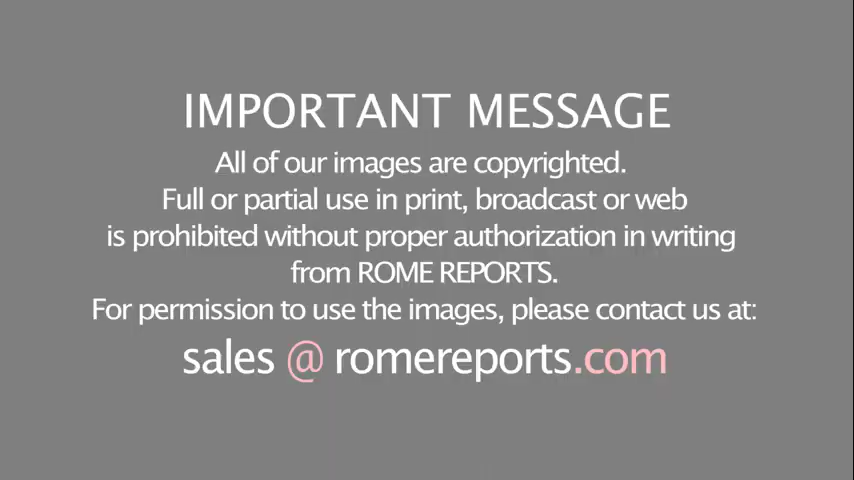 IMPORTANT MESSAGE
All of our images are copyrighted.
Full or partial use in print, broadcast or web
is prohibited without proper authorization in writing
from ROME REPORTS.
For permission to use the images, please contact us at:
sales @ romereports.com